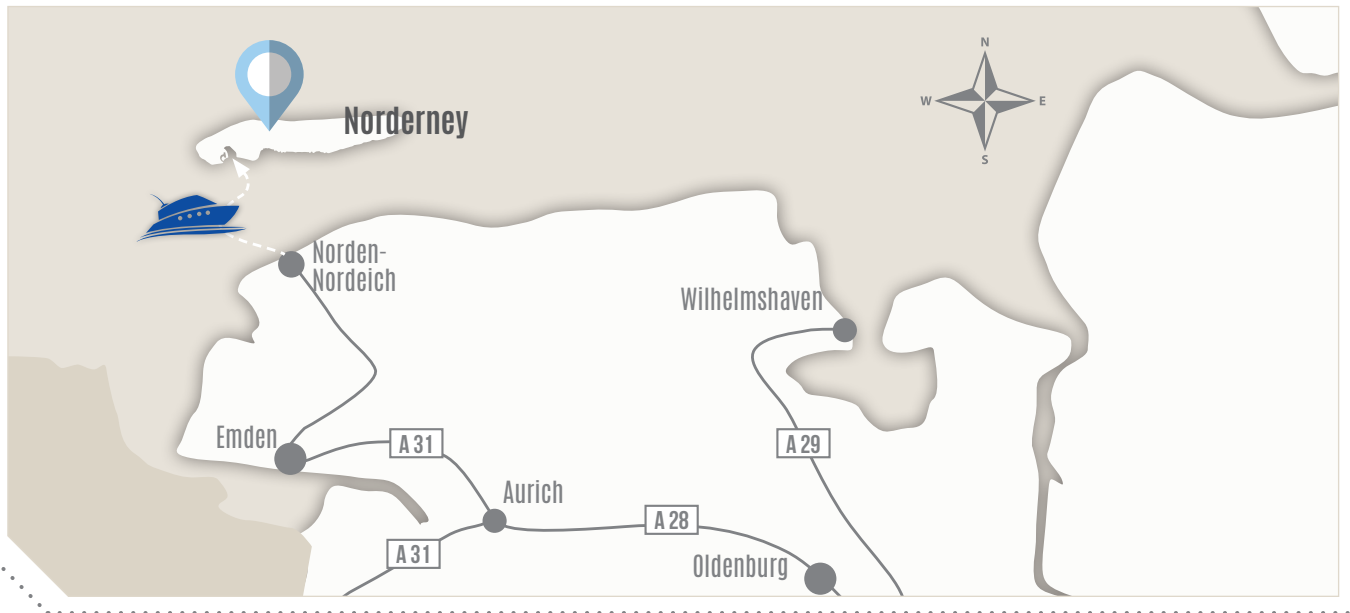 N
W
E
S
Norderney
Norden-
Nordeich
Wilhelmshaven
Emden
A 31
A 29
Aurich
A 28
A 31
Oldenburg